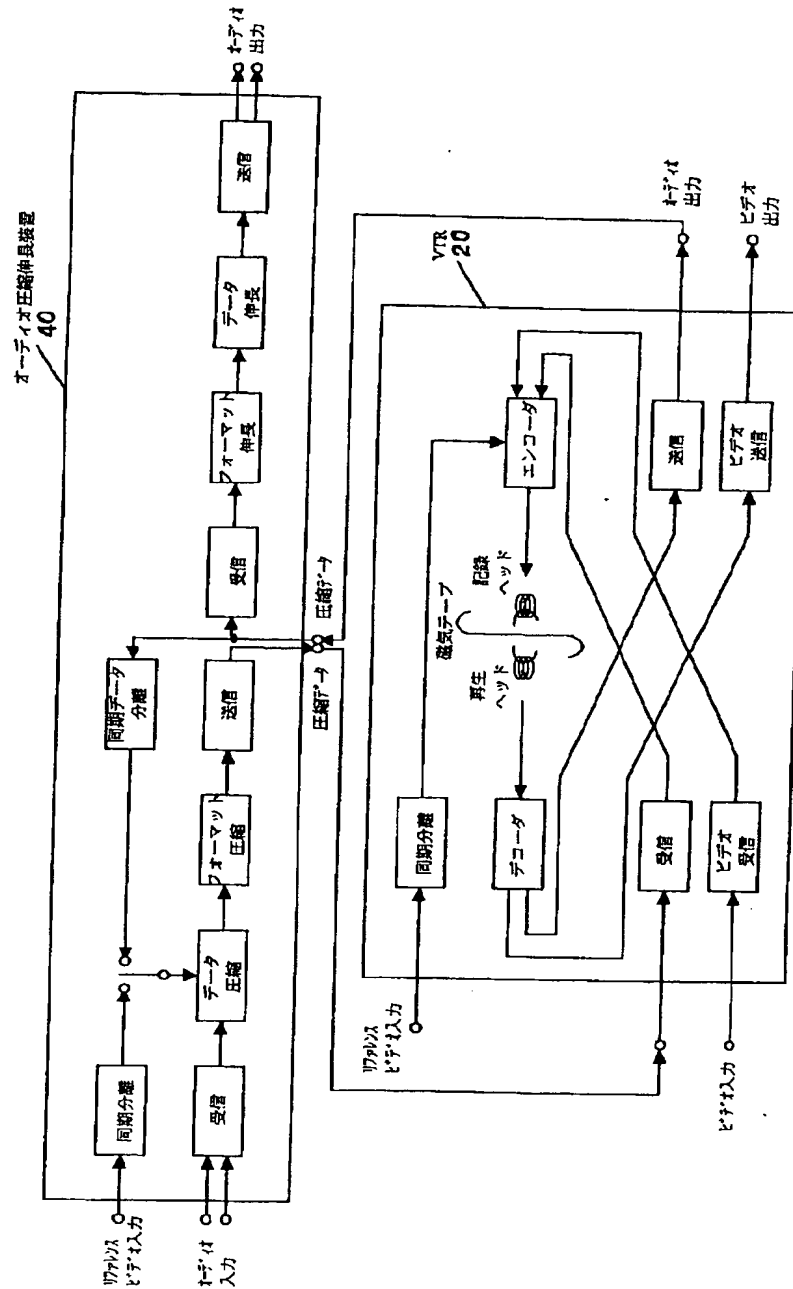 オーディオ圧縮伸長装置
40
リファレンス
ビデオ入力
同期分離
同期データ
分離
オーディオ
入力
受信
データ
圧縮
フォーマット
圧縮
送信
受信
フォーマット
伸長
データ
伸長
送信
オーディオ
出力
圧縮データ
圧縮データ
VTR
20
リファレンス
ビデオ入力
同期分離
デコーダ
再生
ヘッド
磁気テープ
記録
ヘッド
エンコーダ
受信
送信
オーディオ
出力
ビデオ入力
ビデオ
受信
ビデオ
送信
ビデオ
出力